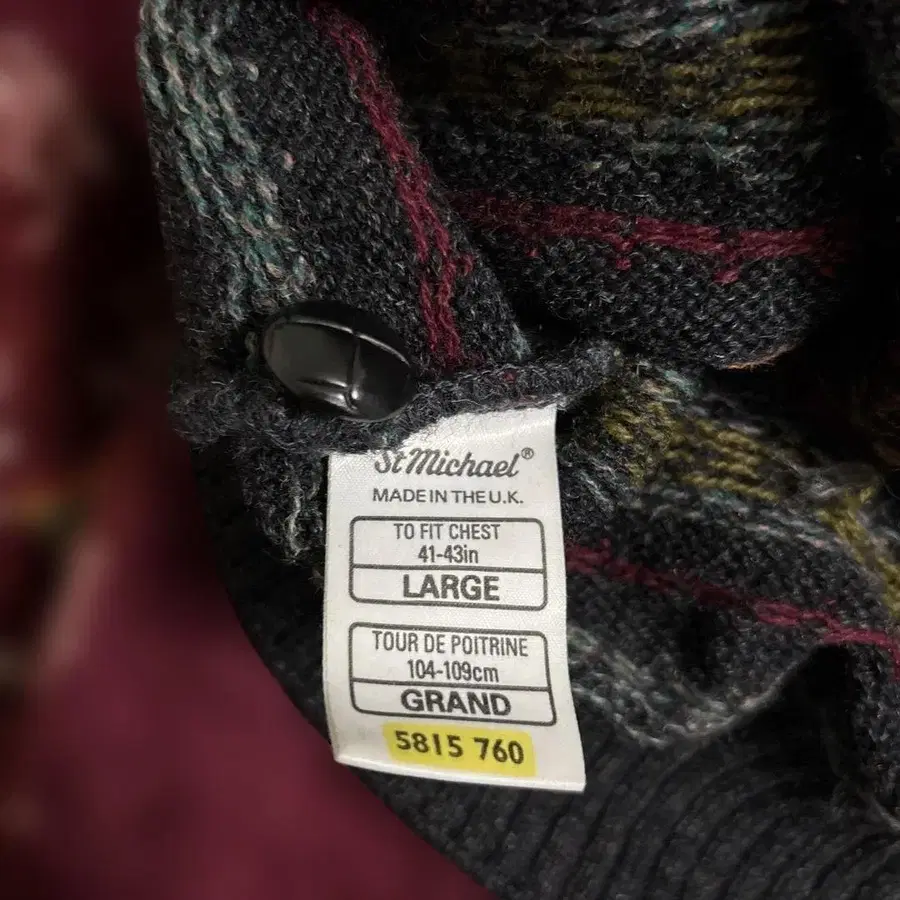 St Michael®
MADE IN THE U.K.
TO FIT CHEST
41-43in
LARGE
TOUR DE POITRINE
104-109cm
GRAND
5815 760